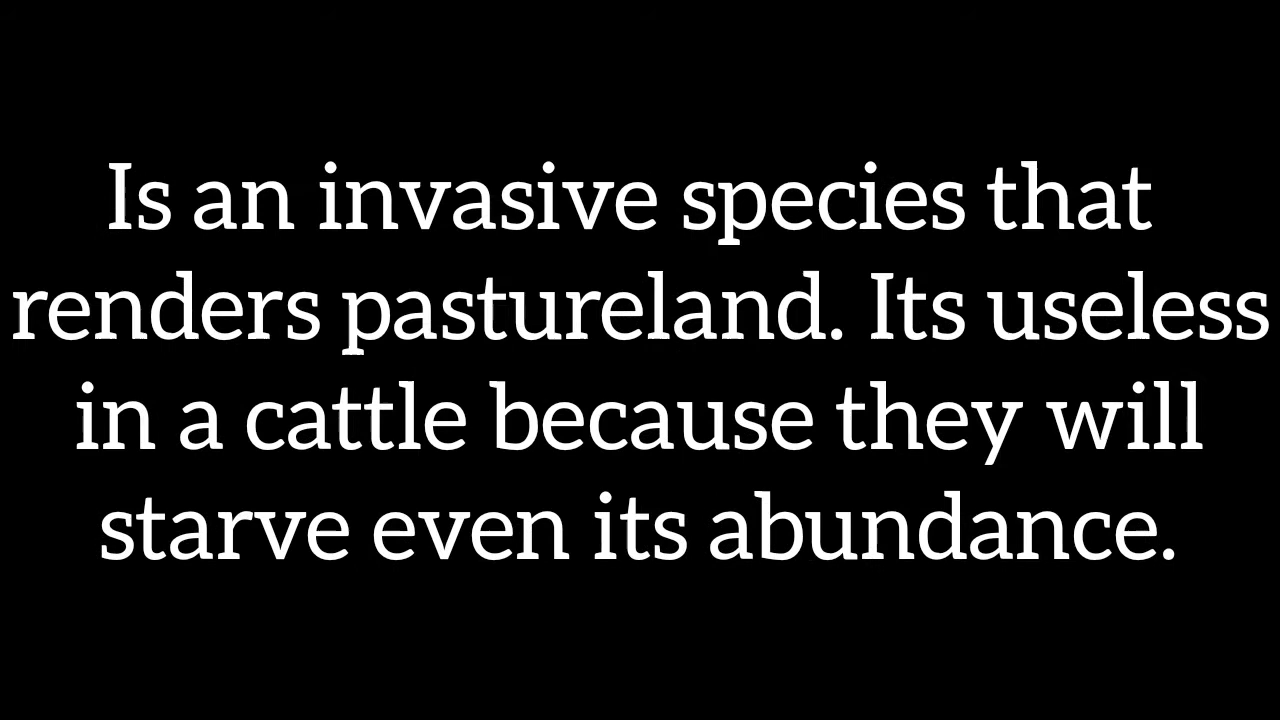 Is an invasive species that
renders pastureland. Its useless
in a cattle because they will
starve even its abundance.